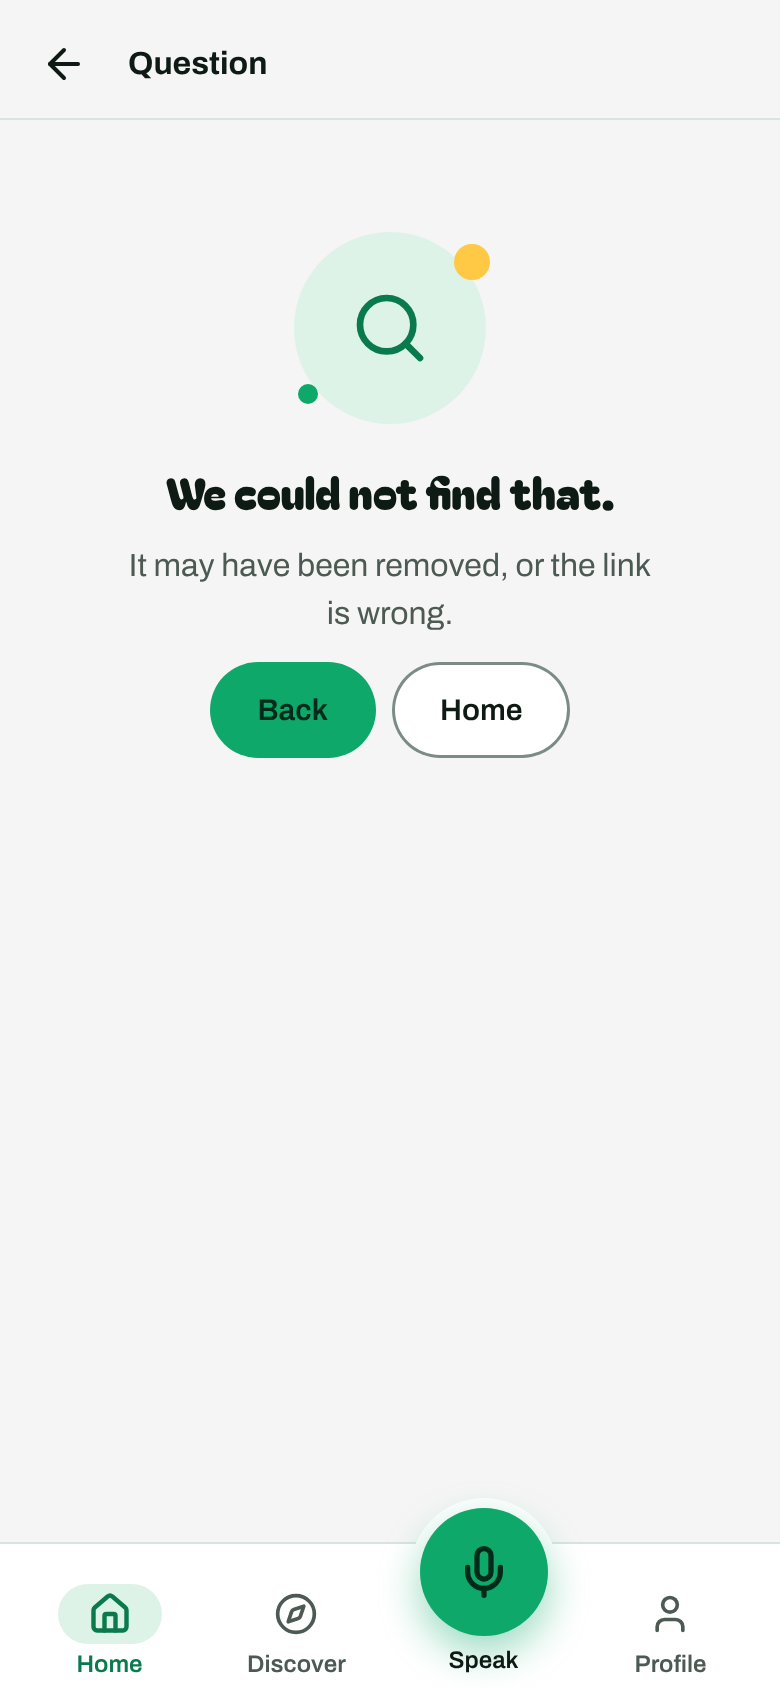 Question
We could not find that.
It may have been removed, or the link
is wrong.
Back
Home
Home
Discover
Speak
Profile